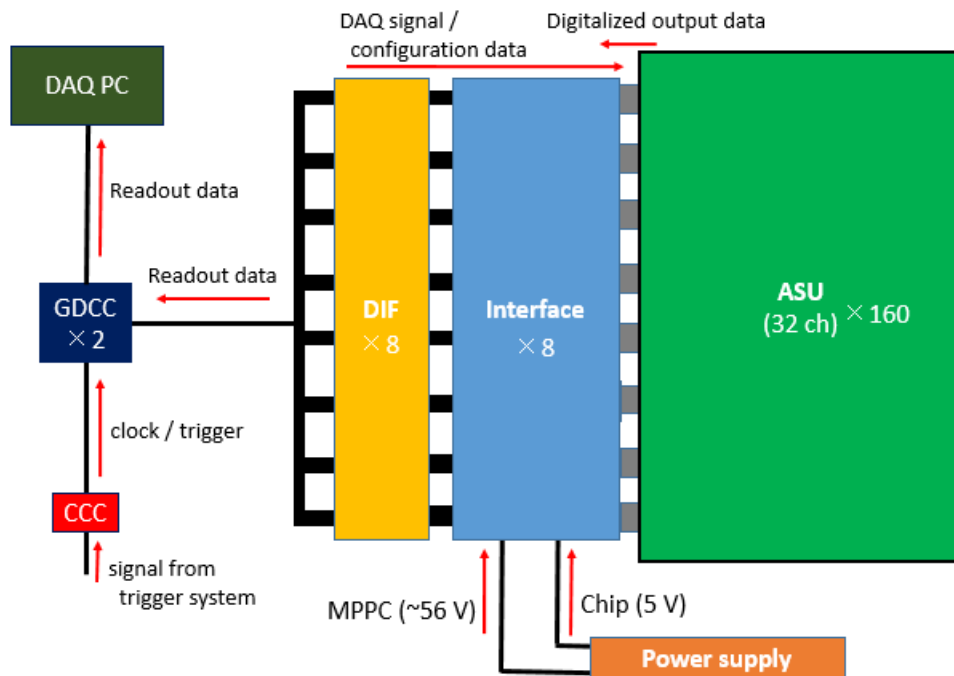 DAQ signal /
configuration data
Digitalized output data
DAQ PC
Readout data
Readout data
GDCC
× 2
DIF
× 8
Interface
× 8
ASU
(32 ch)
× 160
clock / trigger
CCC
signal from
trigger system
MPPC (~56 V)
Chip (5 V)
Power supply